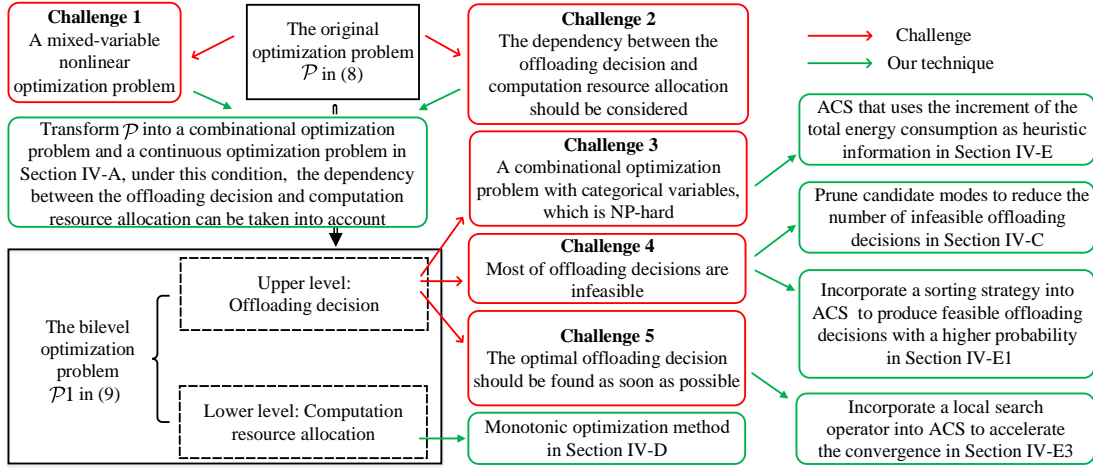 Challenge 1
A mixed-variable
nonlinear
optimization problem
The original
optimization problem
𝒫 in (8)
Challenge 2
The dependency between the
offloading decision and
computation resource allocation
should be considered
Challenge
Our technique
Transform 𝒫 into a combinational optimization
problem and a continuous optimization problem in
Section IV-A, under this condition, the dependency
between the offloading decision and computation
resource allocation can be taken into account
Challenge 3
A combinational optimization
problem with categorical variables,
which is NP-hard
ACS that uses the increment of the
total energy consumption as heuristic
information in Section IV-E
Prune candidate modes to reduce the
number of infeasible offloading
decisions in Section IV-C
Challenge 4
Most of offloading decisions are
infeasible
Incorporate a sorting strategy into
ACS to produce feasible offloading
decisions with a higher probability
in Section IV-E1
Challenge 5
The optimal offloading decision
should be found as soon as possible
Incorporate a local search
operator into ACS to accelerate
the convergence in Section IV-E3
The bilevel
optimization
problem
𝒫1 in (9)
Upper level:
Offloading decision
Lower level: Computation
resource allocation
Monotonic optimization method
in Section IV-D